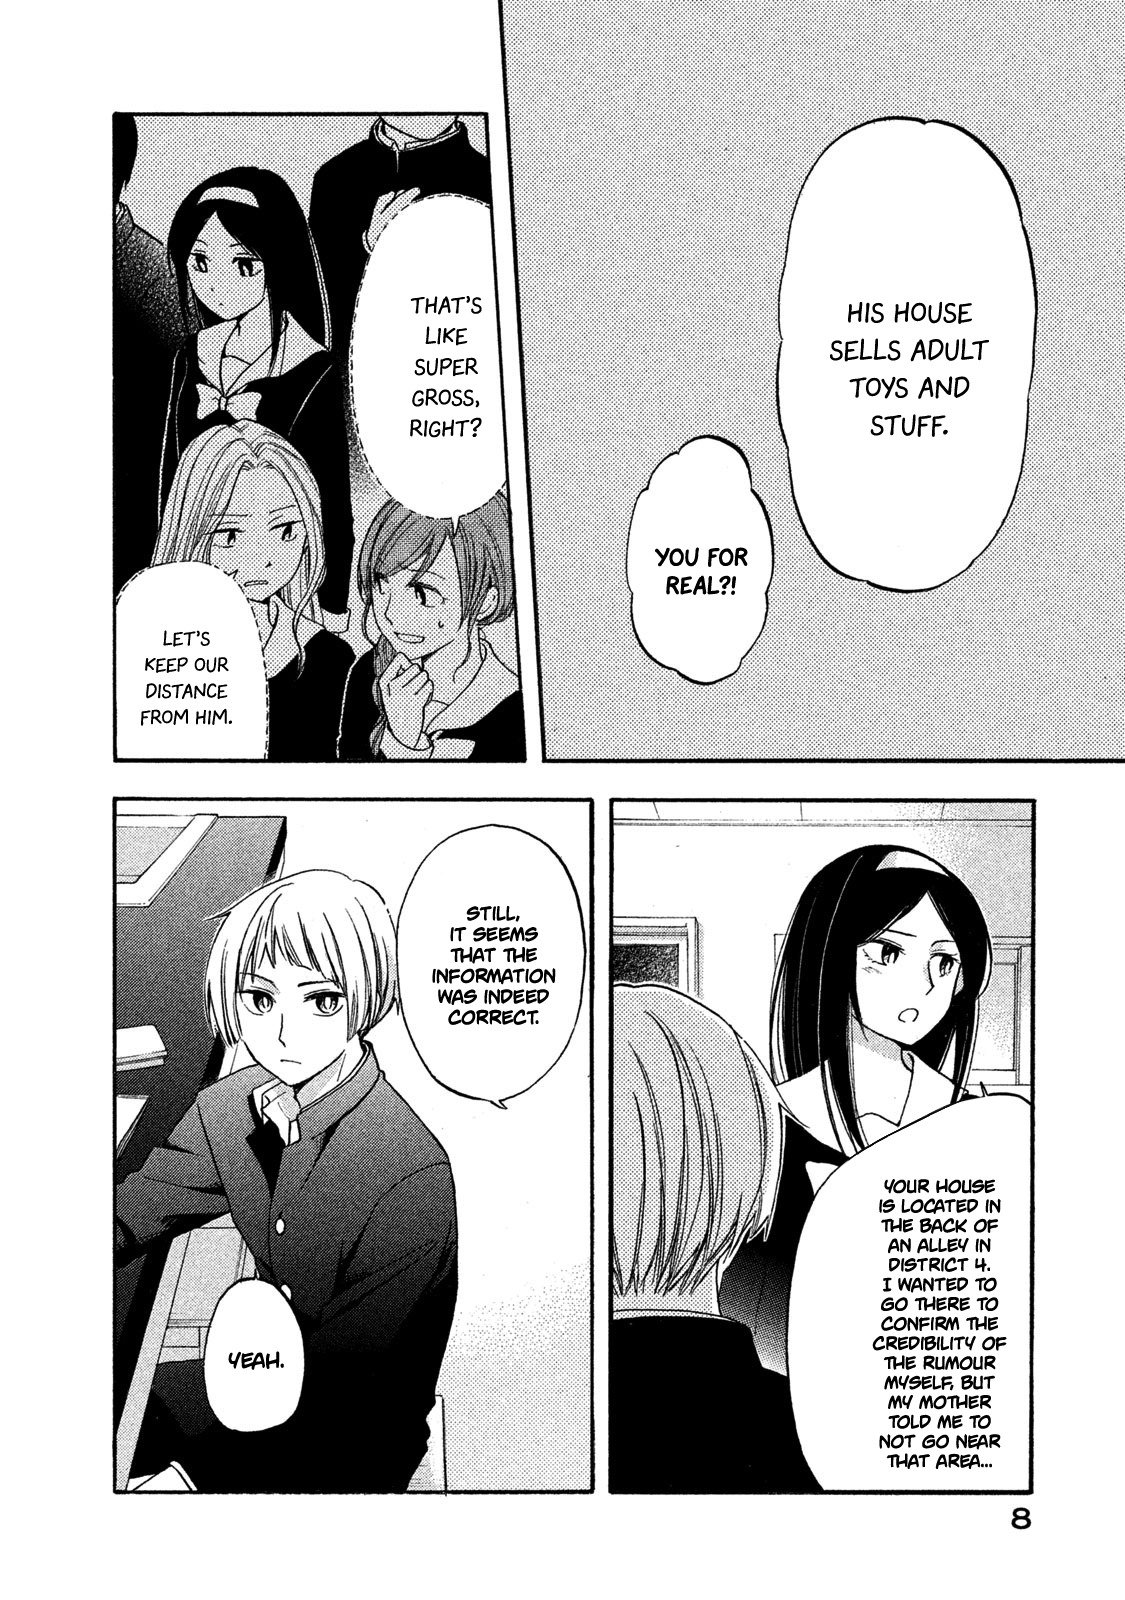 HIS HOUSE
SELLS ADULT
TOYS AND
STUFF.
YOU FOR
REAL?!
THAT'S
LIKE
SUPER
GROSS,
RIGHT?
LET'S
KEEP OUR
DISTANCE
FROM HIM.
YOUR HOUSE
IS LOCATED IN
THE BACK OF
AN ALLEY IN
DISTRICT 4.
I WANTED TO
GO THERE TO
CONFIRM THE
CREDIBILITY OF
THE RUMOUR
MYSELF, BUT
MY MOTHER
TOLD ME TO
NOT GO NEAR
THAT AREA...
STILL,
IT SEEMS
THAT THE
INFORMATION
WAS INDEED
CORRECT.
YEAH.
8